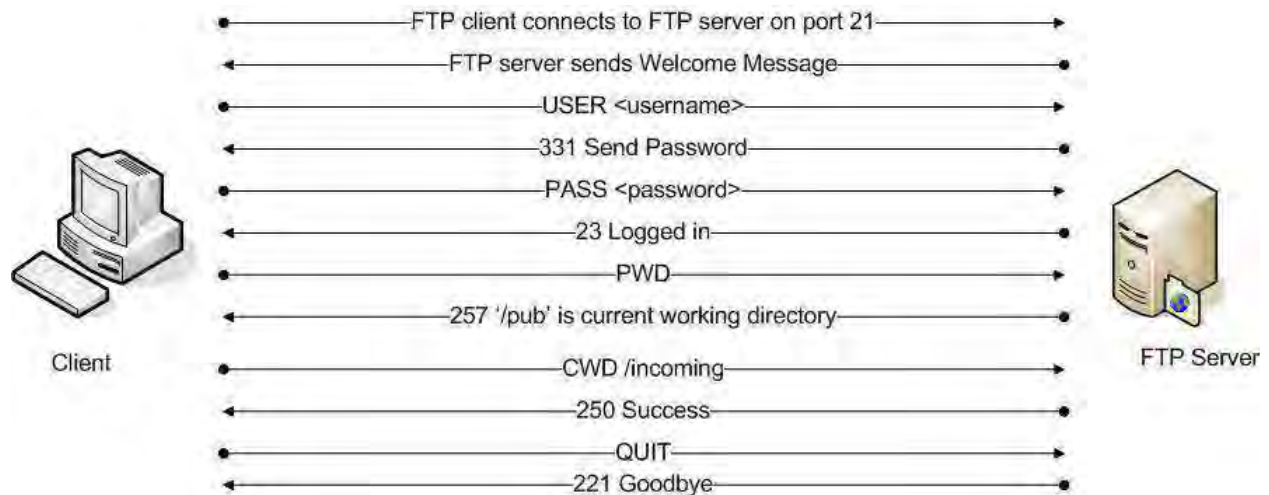 FTP client connects to FTP server on port 21
FTP server sends Welcome Message
USER <username>
331 Send Password
PASS <password>
23 Logged in
PWD
257 '/pub' is current working directory
Client
FTP Server
CWD /incoming
250 Success
QUIT
221 Goodbye